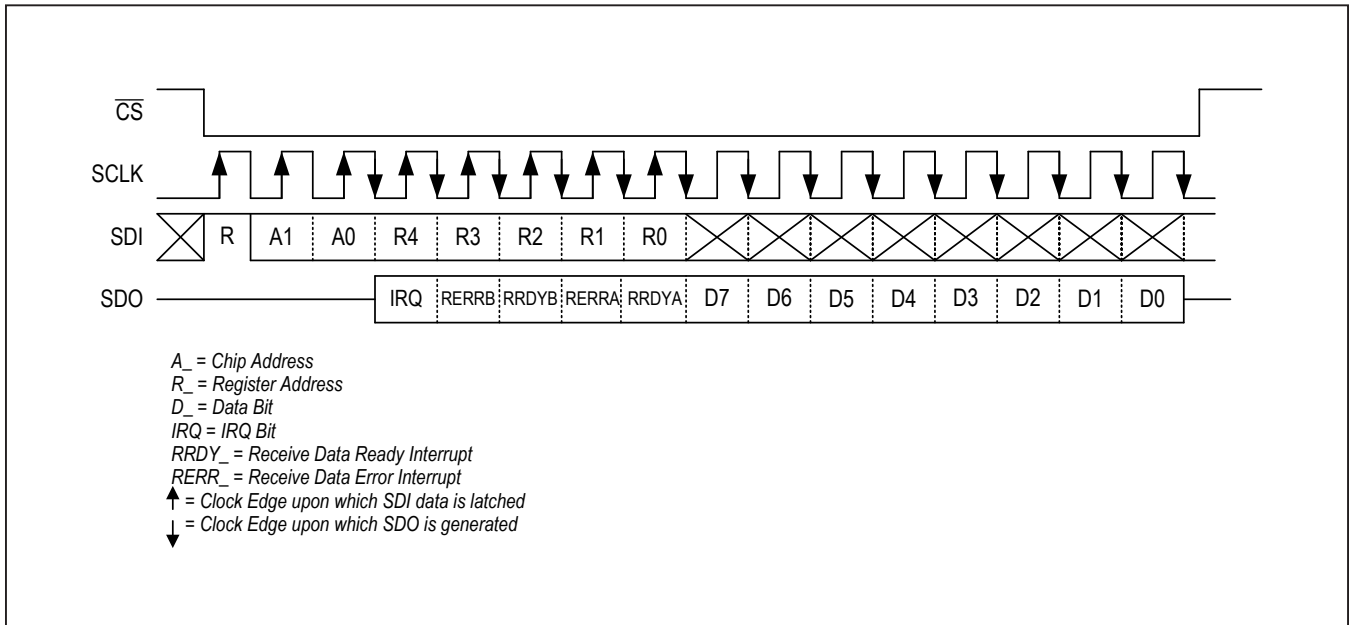 CS
SCLK
SDI R A1 A0 R4 R3 R2 R1 R0
SDO IRQ RERRB RRDYB RERRA RRDYA D7 D6 D5 D4 D3 D2 D1 D0
A_ = Chip Address
R_ = Register Address
D_ = Data Bit
IRQ = IRQ Bit
RRDY_ = Receive Data Ready Interrupt
RERR_ = Receive Data Error Interrupt
= Clock Edge upon which SDI data is latched
= Clock Edge upon which SDO is generated